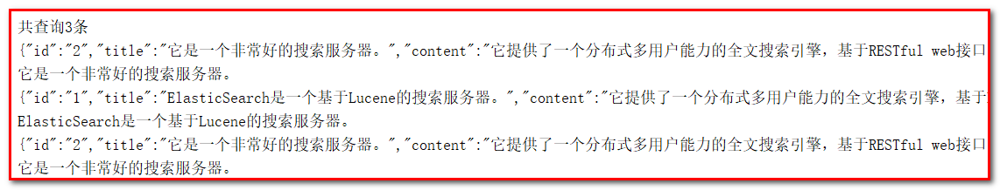 共查询3条
{"id":"2","title":"它是一个非常好的搜索服务器。","content":"它提供了一个分布式多用户能力的全文搜索引擎，基于RESTful web接口
它是一个非常好的搜索服务器。
{"id":"1","title":"ElasticSearch是一个基于Lucene的搜索服务器。","content":"它提供了一个分布式多用户能力的全文搜索引擎，基于
ElasticSearch是一个基于Lucene的搜索服务器。
{"id":"2","title":"它是一个非常好的搜索服务器。","content":"它提供了一个分布式多用户能力的全文搜索引擎，基于RESTful web接口
它是一个非常好的搜索服务器。